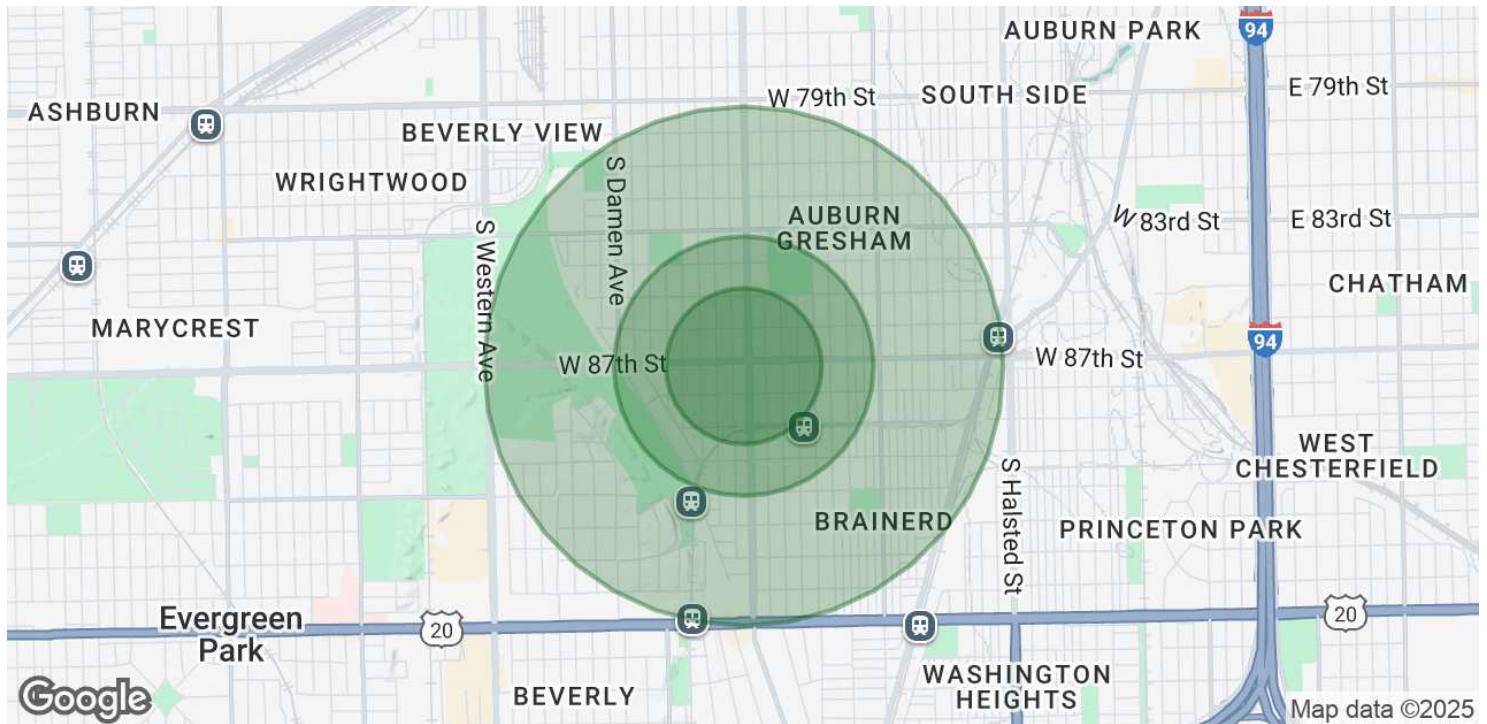 AUBURN PARK
94
ASHBURN
W 79th St
SOUTH SIDE
E 79th St
BEVERLY VIEW
WRIGHTWOOD
S Damen Ave
AUBURN
GRESHAM
W 83rd St
E 83rd St
S Western Ave
CHATHAM
MARYCREST
W 87th St
W 87th St
94
WEST
CHESTERFIELD
S Halsted St
BRAINERD
PRINCETON PARK
Evergreen
Park
20
20
BEVERLY
WASHINGTON
HEIGHTS
Google
Map data ©2025